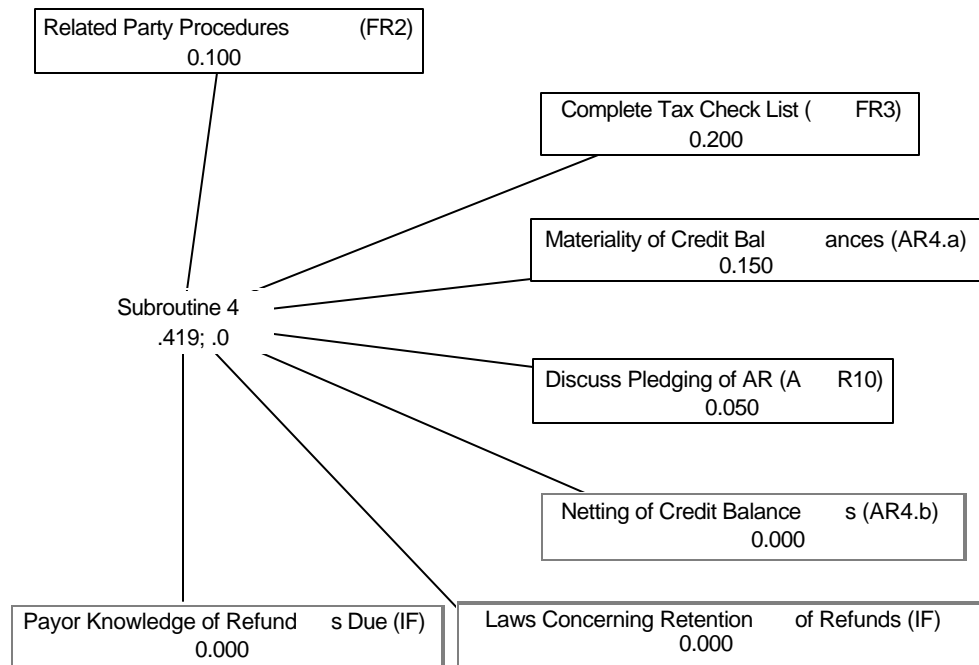 Related Party Procedures (FR2)
0.100
Complete Tax Check List ( FR3)
0.200
Materiality of Credit Bal ances (AR4.a)
0.150
Subroutine 4
.419; .0
Discuss Pledging of AR (A R10)
0.050
Netting of Credit Balance s (AR4.b)
0.000
Payor Knowledge of Refund s Due (IF)
0.000
Laws Concerning Retention of Refunds (IF)
0.000